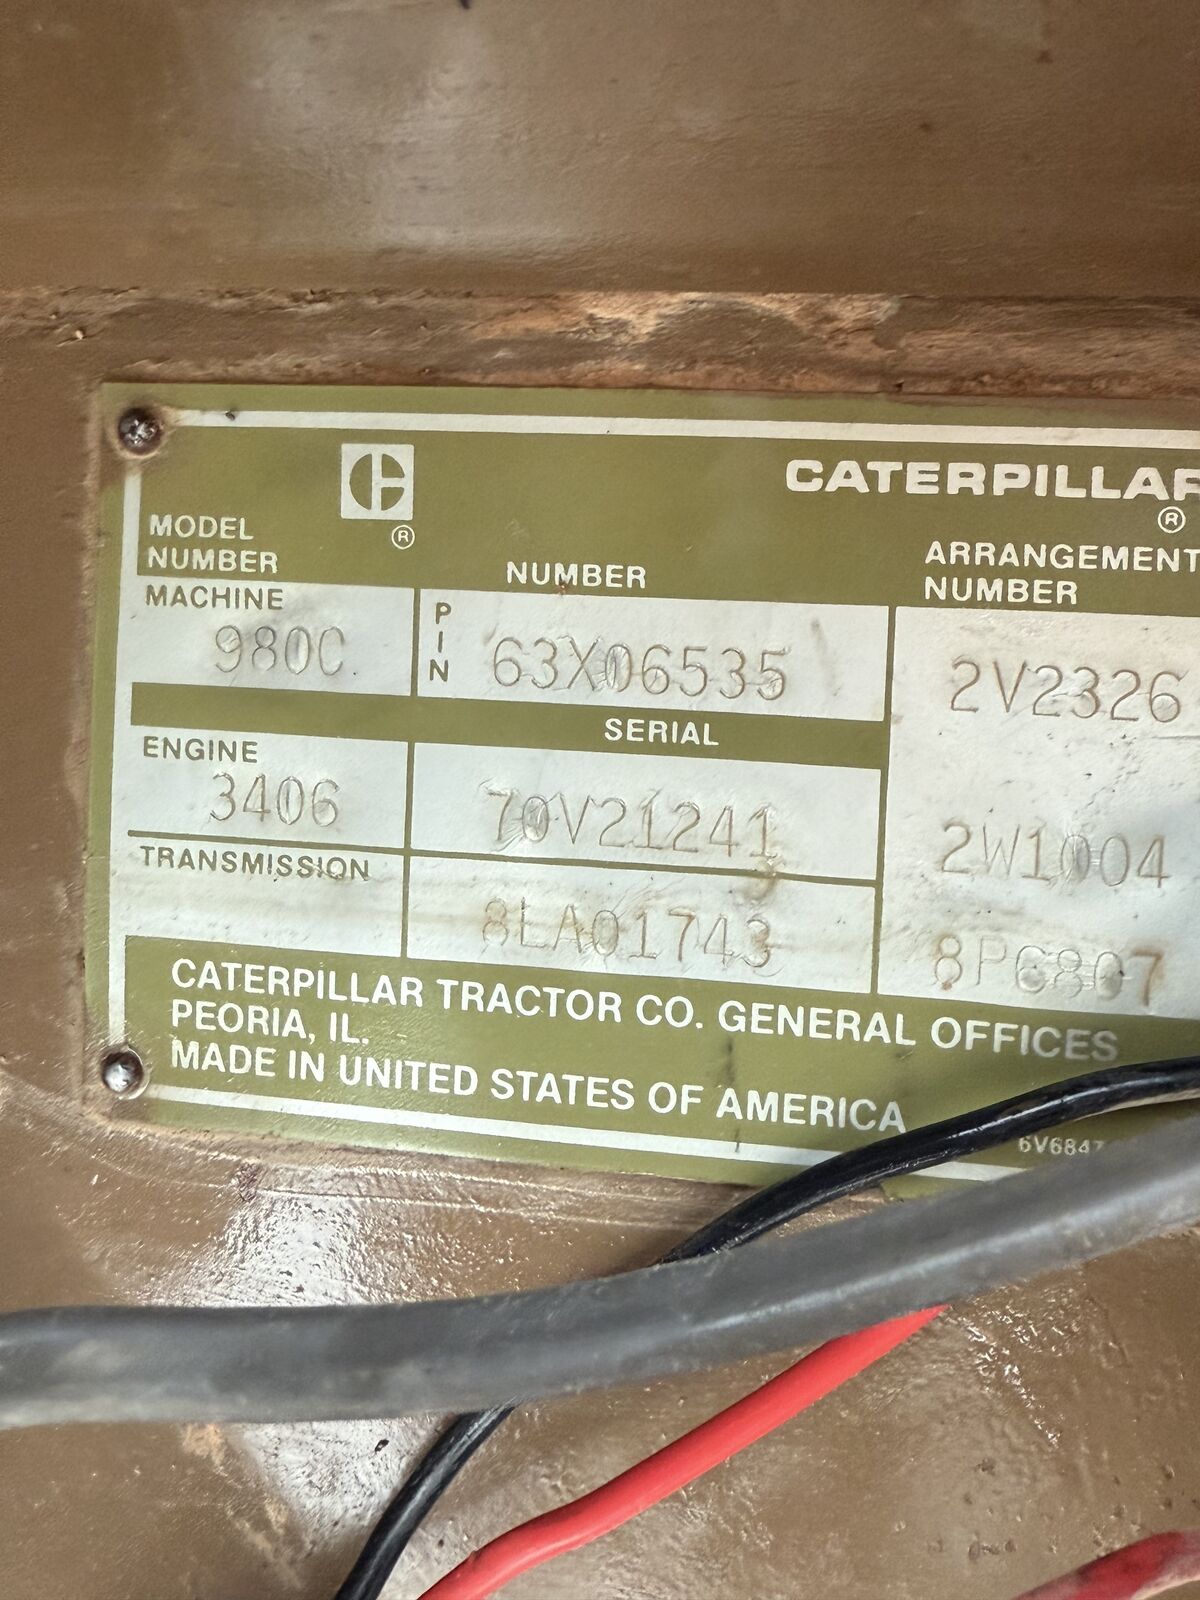 CATERPILLAR
®
®
MODEL NUMBER
NUMBER
ARRANGEMENT NUMBER
MACHINE
980C
PIN
63X06535
2V2326
SERIAL
ENGINE
3406
70V21241
2W1004
TRANSMISSION
8LA01743
8P6807
CATERPILLAR TRACTOR CO. GENERAL OFFICES
PEORIA, IL.
MADE IN UNITED STATES OF AMERICA
6V6847